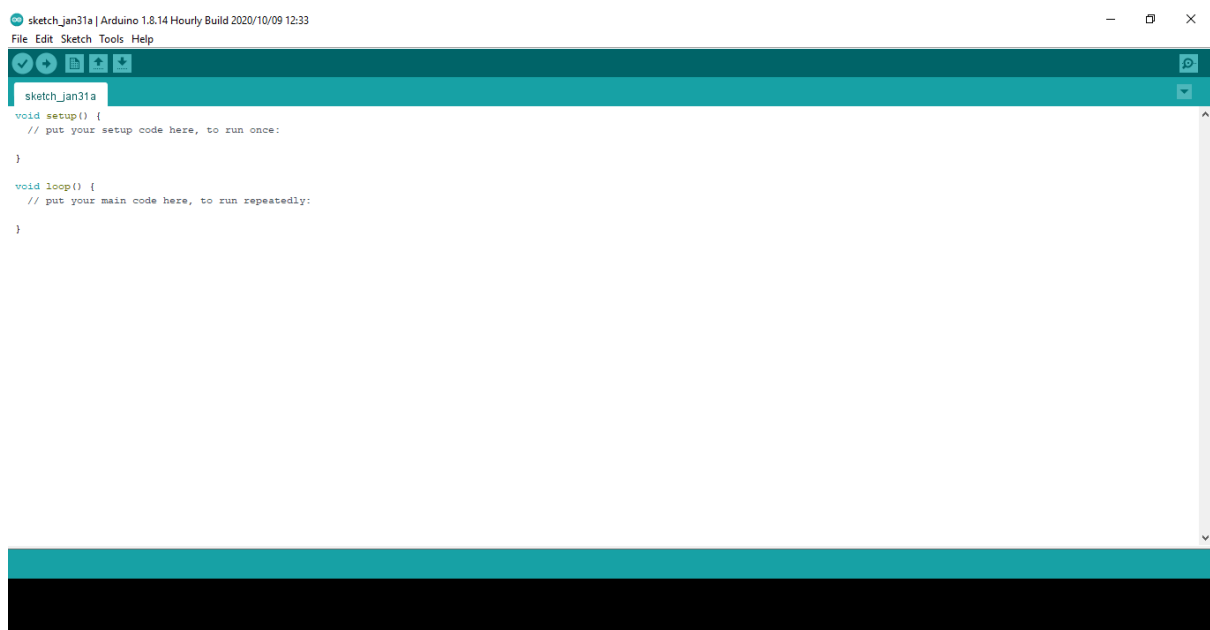 sketch_jan31a | Arduino 1.8.14 Hourly Build 2020/10/09 12:33
File Edit Sketch Tools Help
sketch_jan31a
void setup() {
  // put your setup code here, to run once:

}

void loop() {
  // put your main code here, to run repeatedly:

}